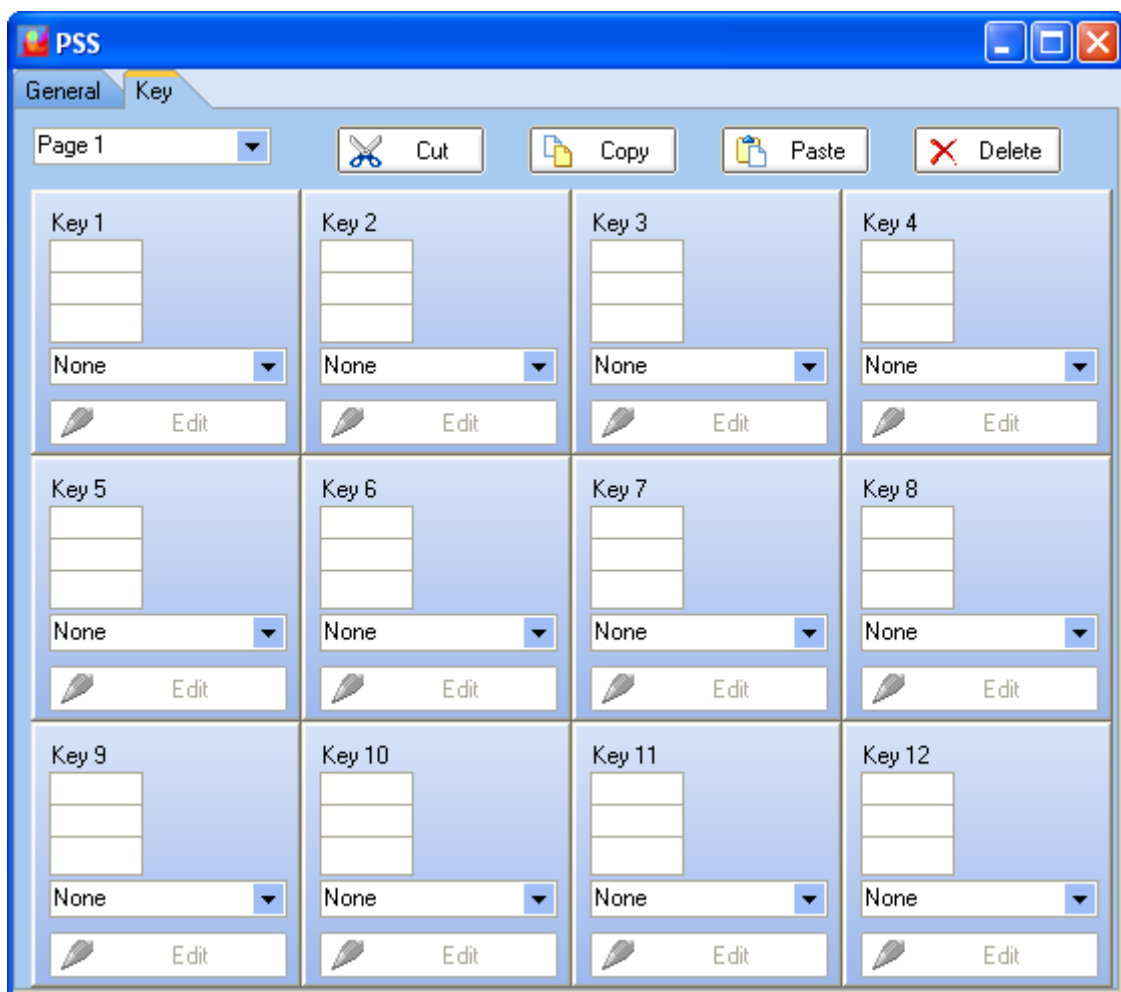 PSS
General Key
Page 1 Cut Copy Paste Delete
Key 1 Key 2 Key 3 Key 4
None None None None
Edit Edit Edit Edit
Key 5 Key 6 Key 7 Key 8
None None None None
Edit Edit Edit Edit
Key 9 Key 10 Key 11 Key 12
None None None None
Edit Edit Edit Edit